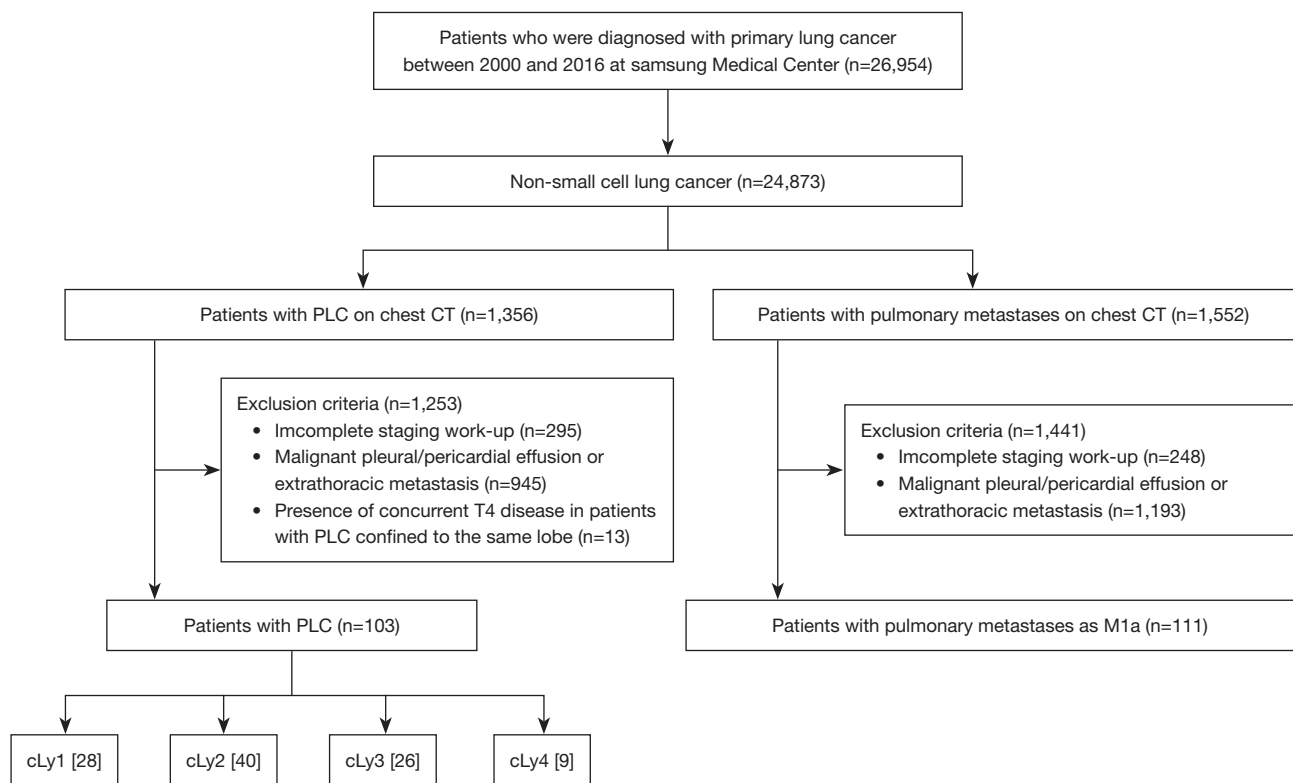 Patients who were diagnosed with primary lung cancer
between 2000 and 2016 at samsung Medical Center (n=26,954)
Non-small cell lung cancer (n=24,873)
Patients with PLC on chest CT (n=1,356)
Patients with pulmonary metastases on chest CT (n=1,552)
Exclusion criteria (n=1,253)
• Imcomplete staging work-up (n=295)
• Malignant pleural/pericardial effusion or
extrathoracic metastasis (n=945)
• Presence of concurrent T4 disease in patients
with PLC confined to the same lobe (n=13)
Exclusion criteria (n=1,441)
• Imcomplete staging work-up (n=248)
• Malignant pleural/pericardial effusion or
extrathoracic metastasis (n=1,193)
Patients with PLC (n=103)
Patients with pulmonary metastases as M1a (n=111)
cLy1 [28]
cLy2 [40]
cLy3 [26]
cLy4 [9]